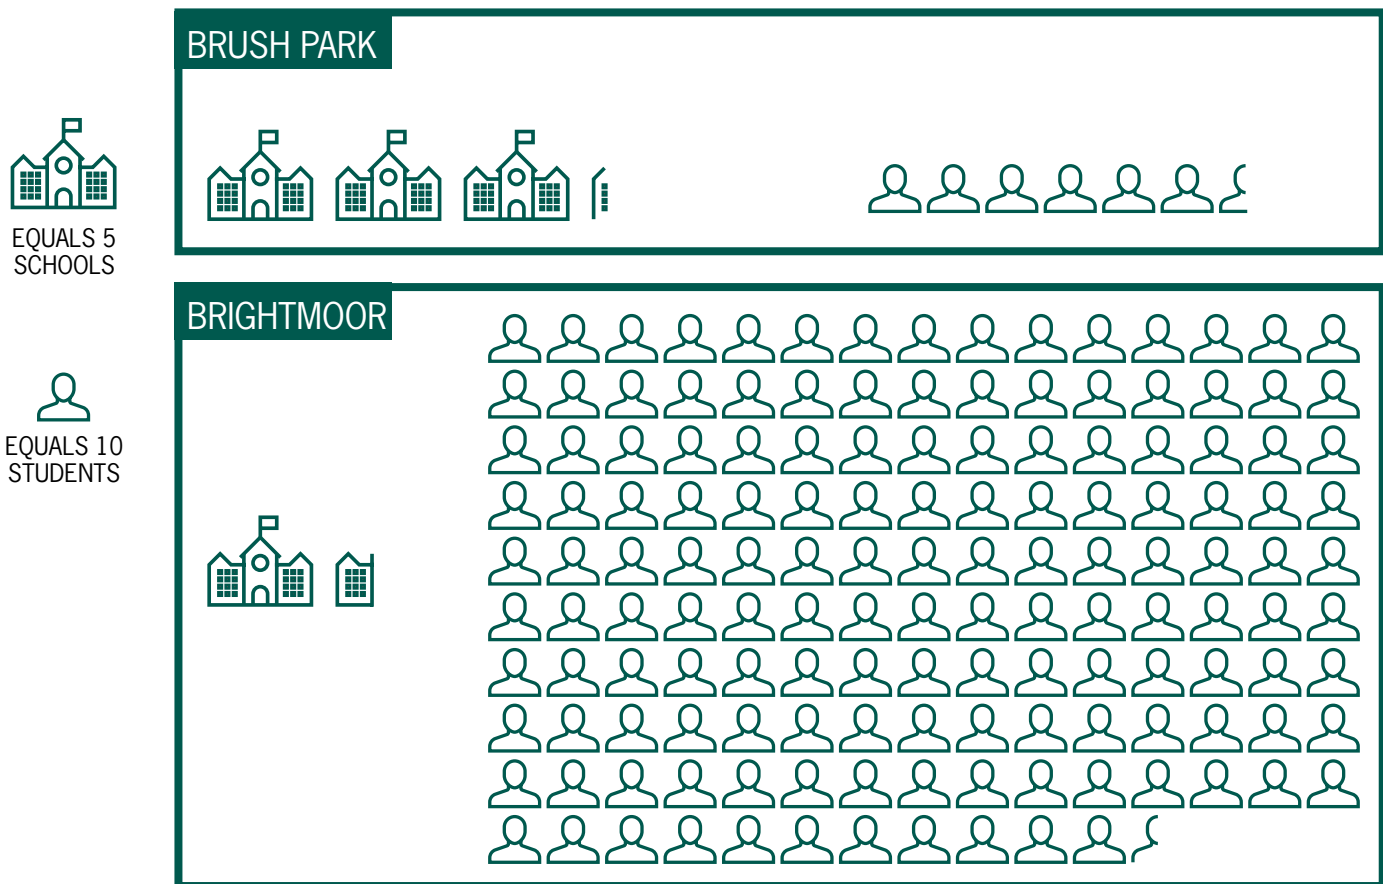 BRUSH PARK
EQUALS 5
SCHOOLS
BRIGHTMOOR
EQUALS 10
STUDENTS